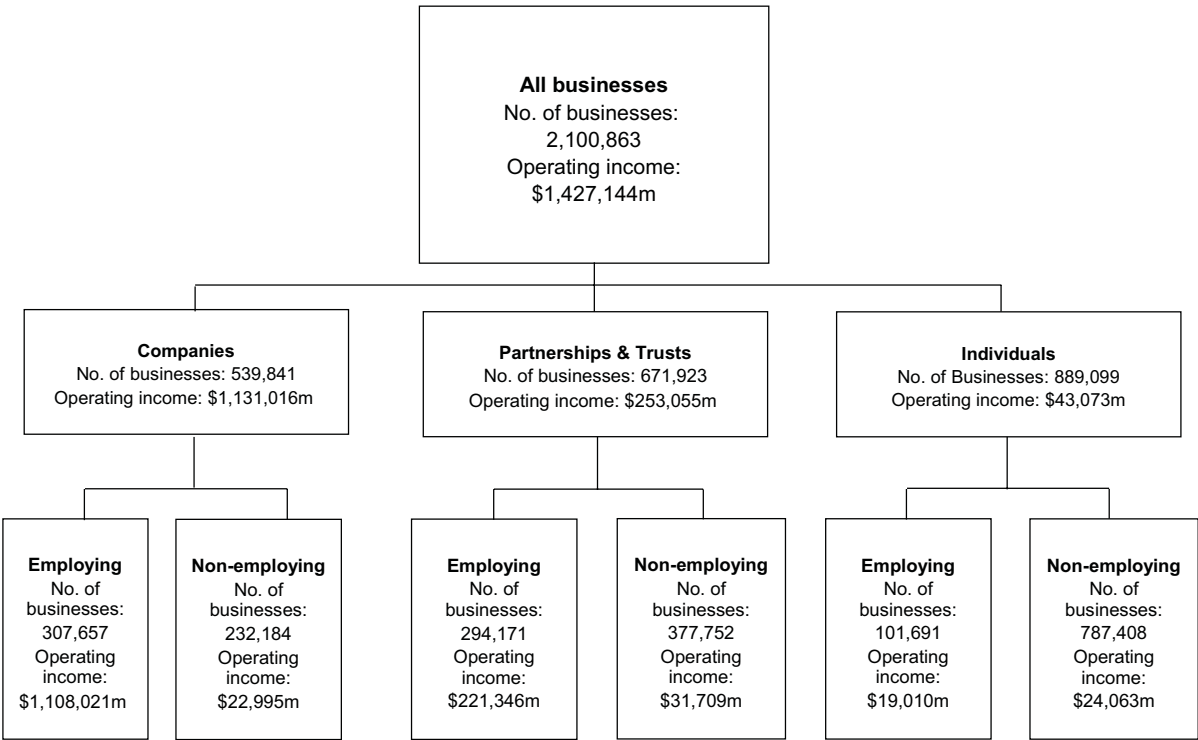 All businesses
No. of businesses:
2,100,863
Operating income:
$1,427,144m
Companies
No. of businesses: 539,841
Operating income: $1,131,016m
Partnerships & Trusts
No. of businesses: 671,923
Operating income: $253,055m
Individuals
No. of Businesses: 889,099
Operating income: $43,073m
Employing
No. of
businesses:
307,657
Operating
income:
$1,108,021m
Non-employing
No. of
businesses:
232,184
Operating
income:
$22,995m
Employing
No. of
businesses:
294,171
Operating
income:
$221,346m
Non-employing
No. of
businesses:
377,752
Operating
income:
$31,709m
Employing
No. of
businesses:
101,691
Operating
income:
$19,010m
Non-employing
No. of
businesses:
787,408
Operating
income:
$24,063m